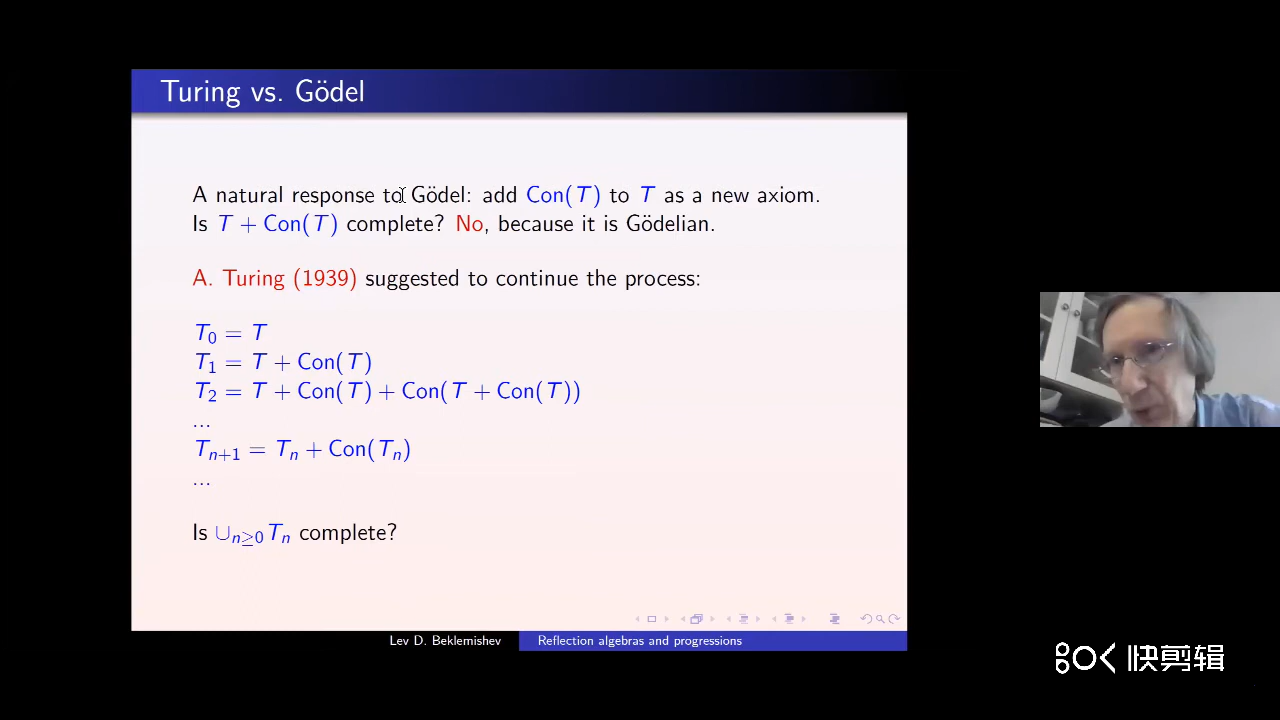 Turing vs. Gödel
A natural response to Gödel: add Con(T) to T as a new axiom.
Is T + Con(T) complete? No, because it is Gödelian.
A. Turing (1939) suggested to continue the process:
T₀ = T
T₁ = T + Con(T)
T₂ = T + Con(T) + Con(T + Con(T))
...
Tₙ₊₁ = Tₙ + Con(Tₙ)
...
Is ∪ₙ≥₀ Tₙ complete?
Lev D. Beklemishev Reflection algebras and progressions
快剪辑